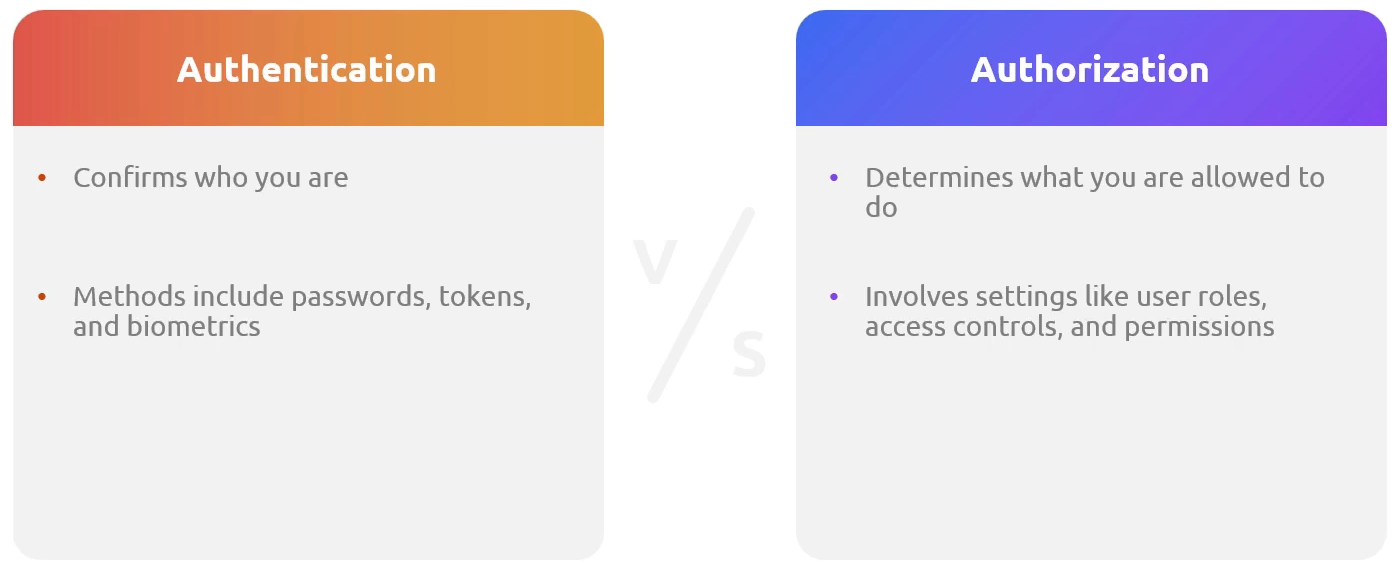 Authentication
• Confirms who you are
• Methods include passwords, tokens,
and biometrics
v/s
Authorization
• Determines what you are allowed to
do
• Involves settings like user roles,
access controls, and permissions